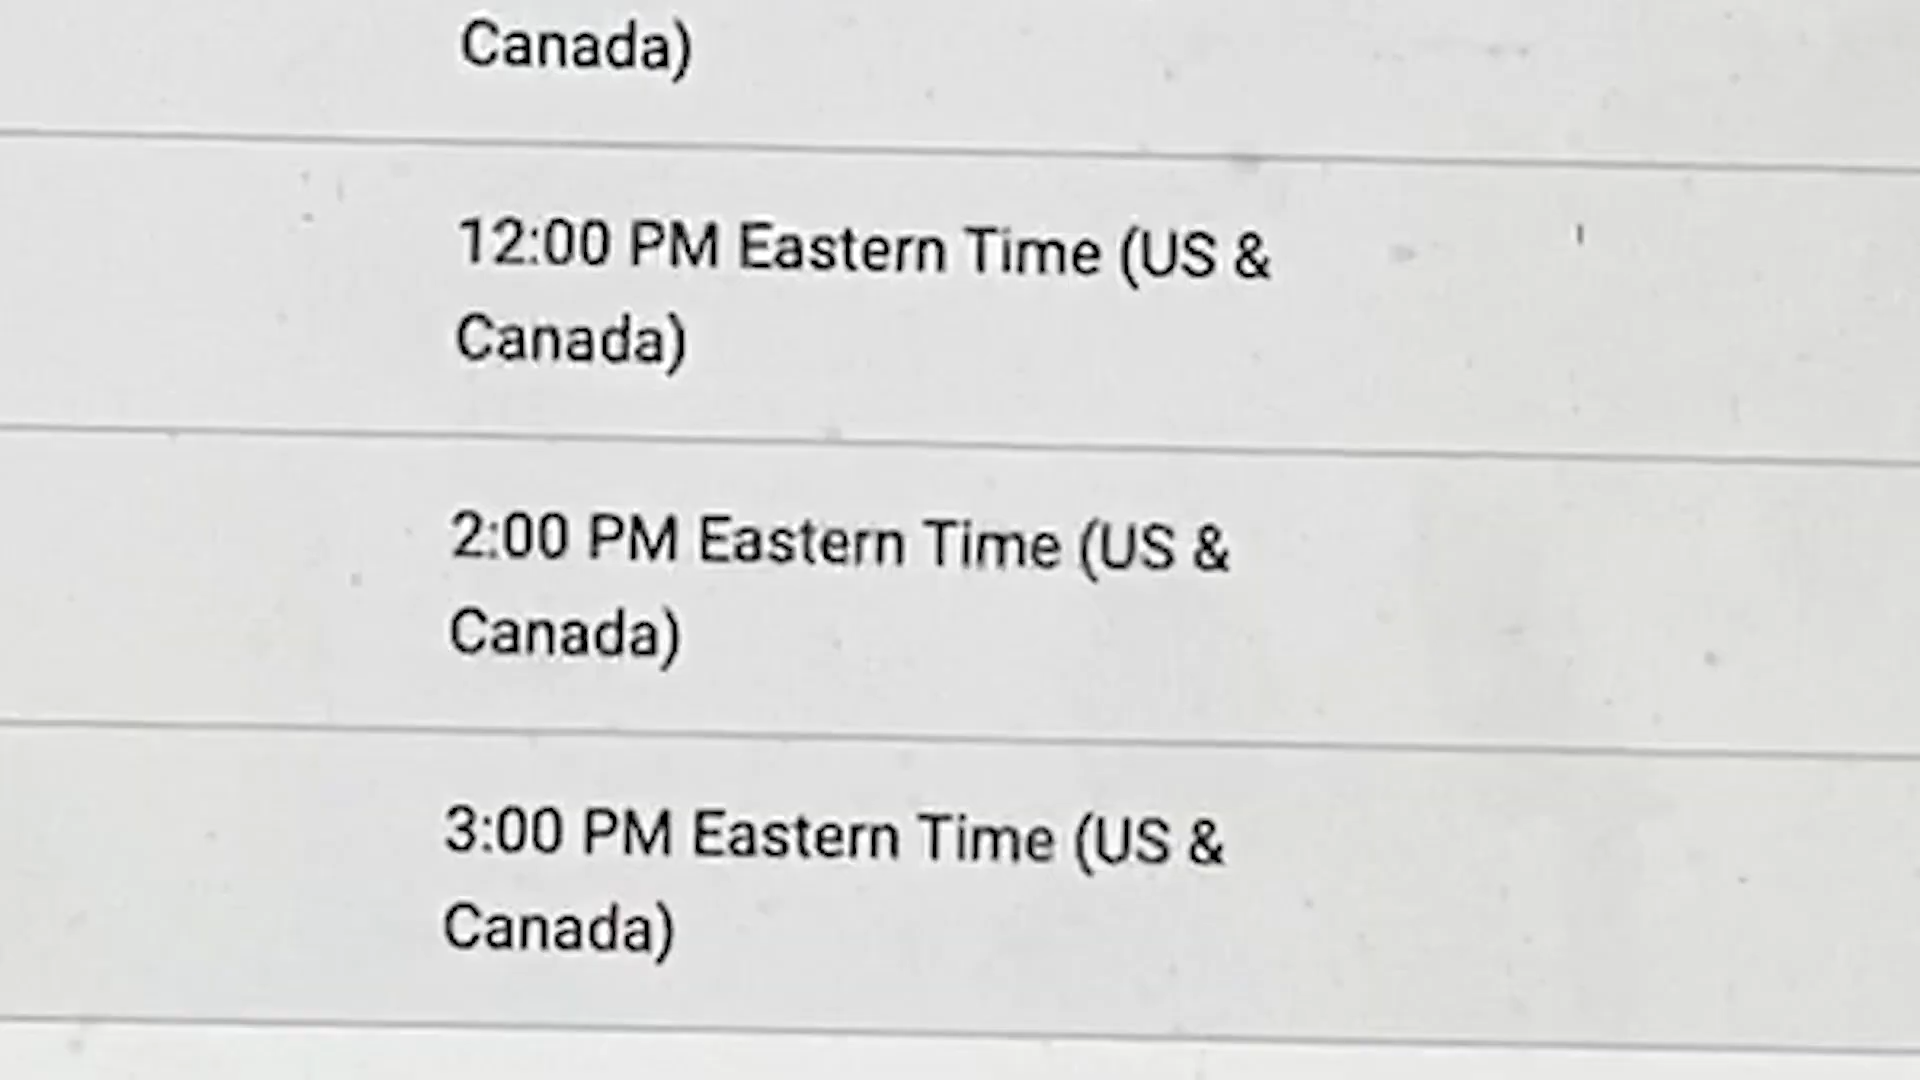 Canada)
12:00 PM Eastern Time (US &
Canada)
2:00 PM Eastern Time (US &
Canada)
3:00 PM Eastern Time (US &
Canada)